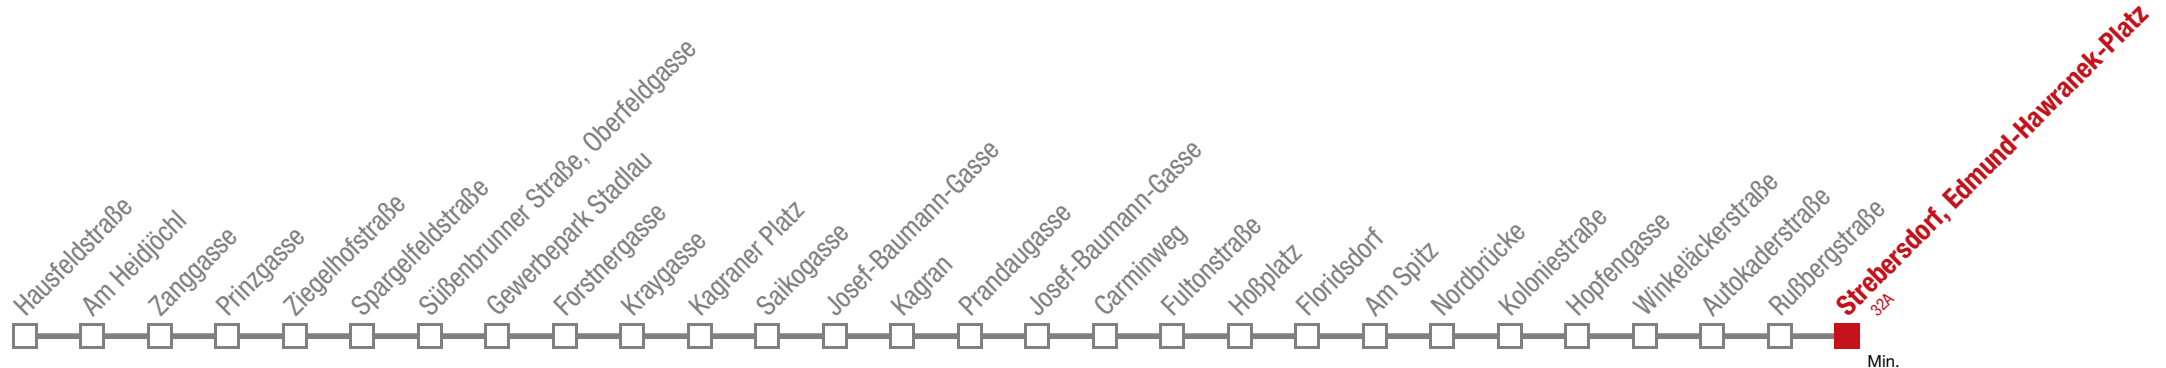 Hausfeldstraße
Am Heidjöchl
Zanggasse
Prinzgasse
Ziegelhofstraße
Spargelfeldstraße
Süßenbrunner Straße, Oberfeldgasse
Gewerbepark Stadlau
Forstnergasse
Kraygasse
Kagraner Platz
Saikogasse
Josef-Baumann-Gasse
Kagran
Prandaugasse
Josef-Baumann-Gasse
Carminweg
Fultonstraße
Hoßplatz
Floridsdorf
Am Spitz
Nordbrücke
Koloniestraße
Hopfengasse
Winkeläckerstraße
Autokaderstraße
Rußbergstraße
Strebersdorf, Edmund-Hawranek-Platz
32A
Min.